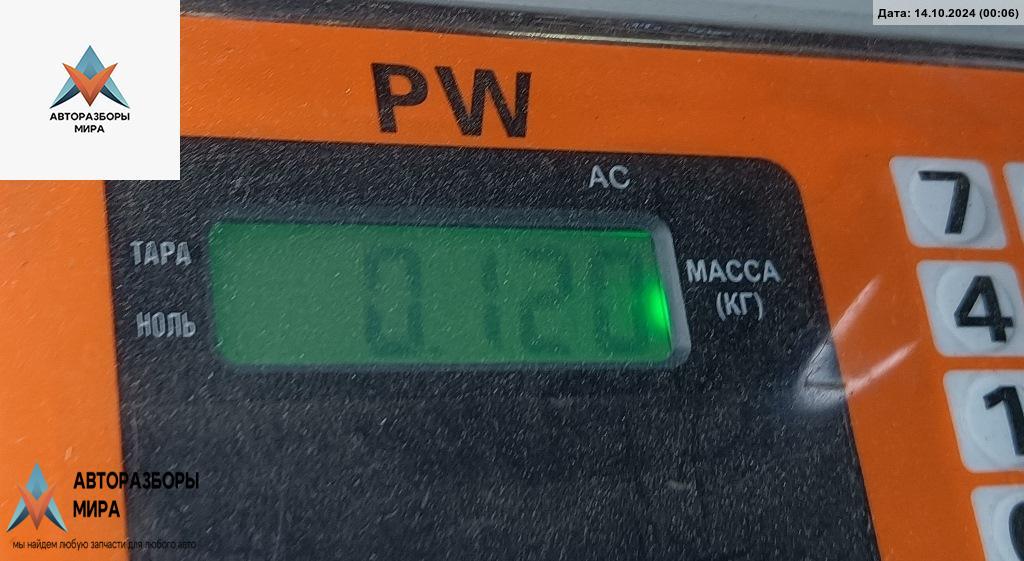 Дата: 14.10.2024 (00:06)
АВТОРАЗБОРЫ
МИРА
PW
AC
7
ТАРА
МАССА
(КГ)
0.120
НОЛЬ
4
1
АВТОРАЗБОРЫ
МИРА
мы найдем любую запчасти для любого авто